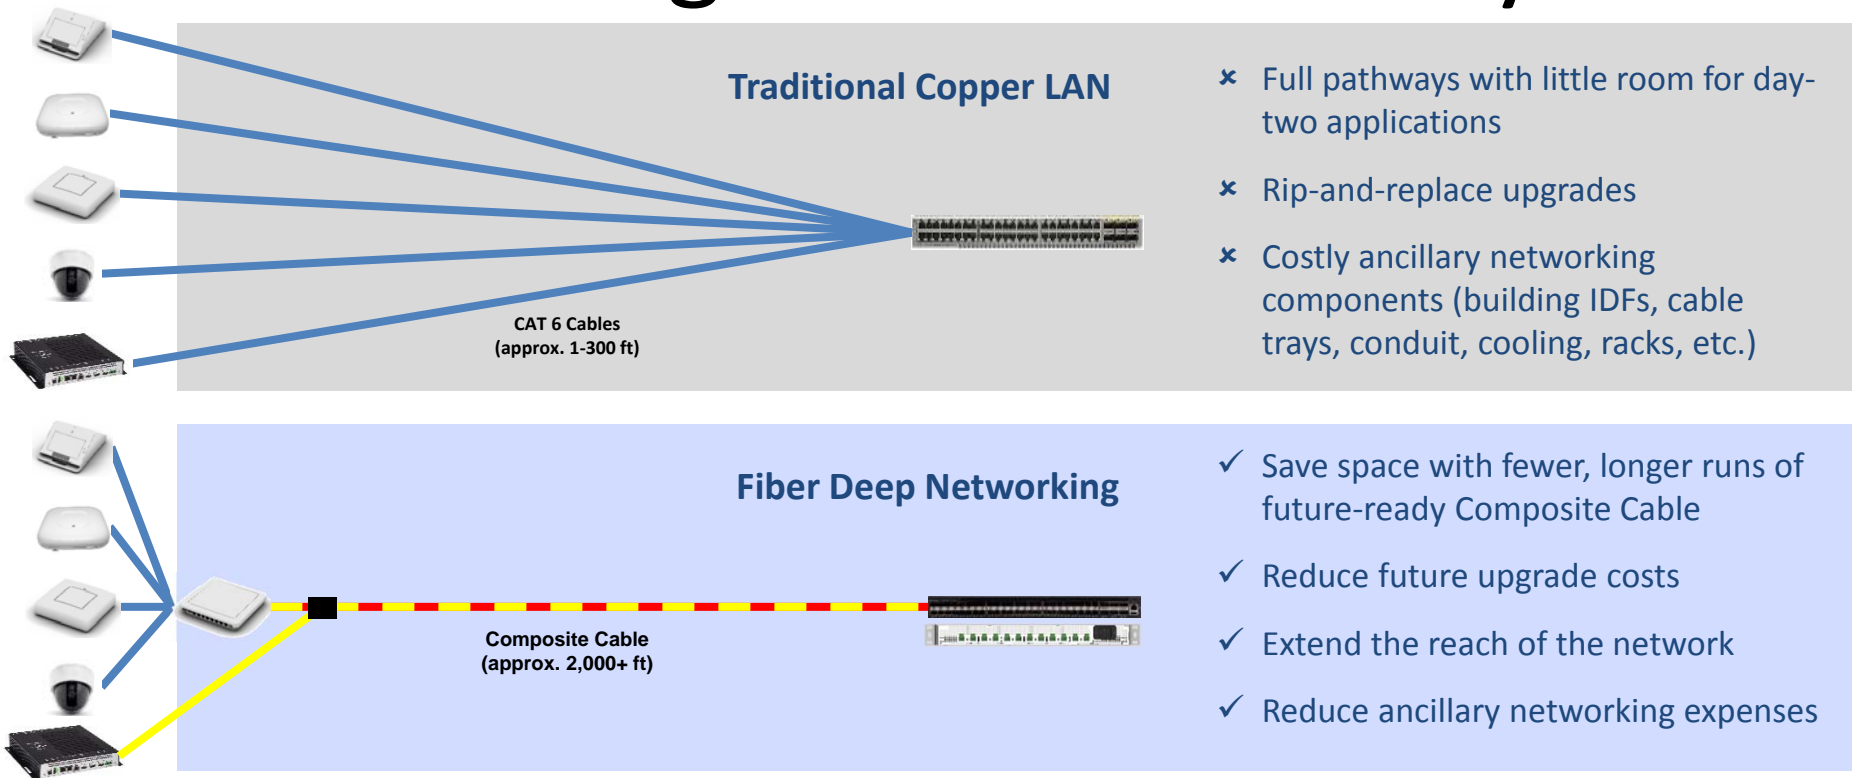 Traditional Copper LAN
× Full pathways with little room for day-
two applications
× Rip-and-replace upgrades
× Costly ancillary networking
components (building IDFs, cable
trays, conduit, cooling, racks, etc.)
CAT 6 Cables
(approx. 1-300 ft)
Fiber Deep Networking
✓ Save space with fewer, longer runs of
future-ready Composite Cable
✓ Reduce future upgrade costs
✓ Extend the reach of the network
✓ Reduce ancillary networking expenses
Composite Cable
(approx. 2,000+ ft)